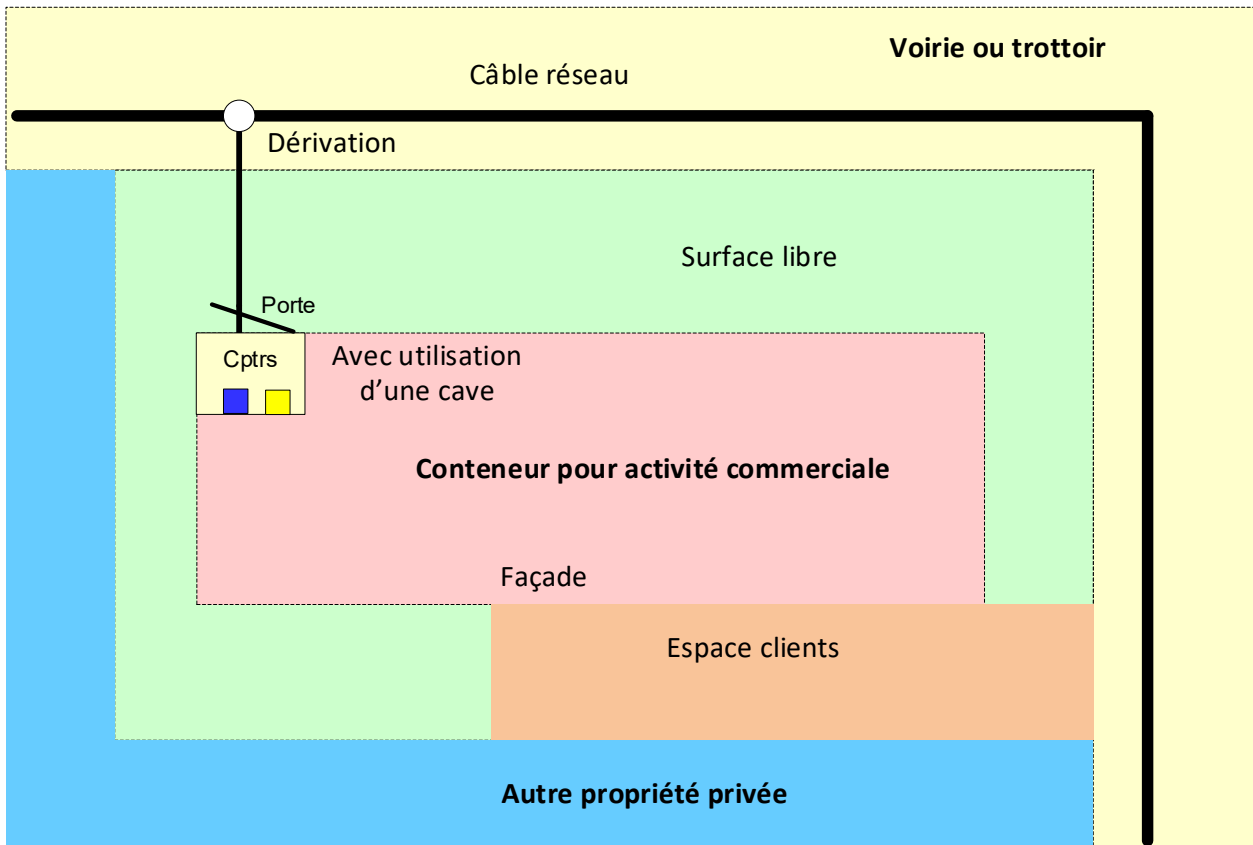 Voirie ou trottoir
Câble réseau
Dérivation
Surface libre
Porte
Cptrs
Avec utilisation
d’une cave
Conteneur pour activité commerciale
Façade
Espace clients
Autre propriété privée